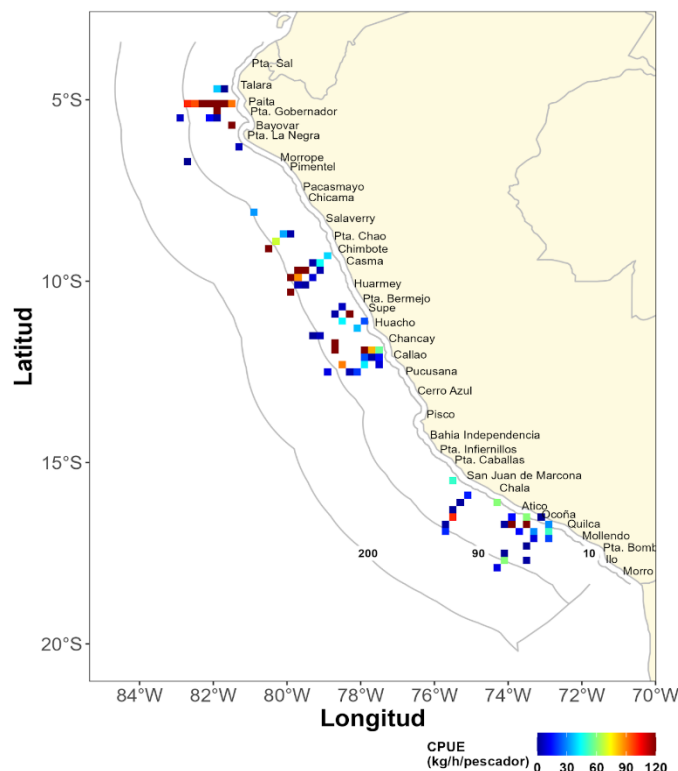 Pta. Sal
Talara
5°S
Paita
Pta. Gobernador
Bayovar
Pta. La Negra
Morrope
Pimentel
Pacasmayo
Chicama
Salaverry
Pta. Chao
Chimbote
Casma
10°S
Huarmey
Pta. Bermejo
Supe
Huacho
Chancay
Callao
Pucusana
Cerro Azul
Pisco
Bahia Independencia
Pta. Infiernillos
Pta. Caballas
15°S
San Juan de Marcona
Chala
Atico
Ocoña
Quilca
Mollendo
Pta. Bomb
200 90 10
Ilo
Morro
20°S
Latitud
84°W 82°W 80°W 78°W 76°W 74°W 72°W 70°W
Longitud
CPUE
(kg/h/pescador)
0 30 60 90 120